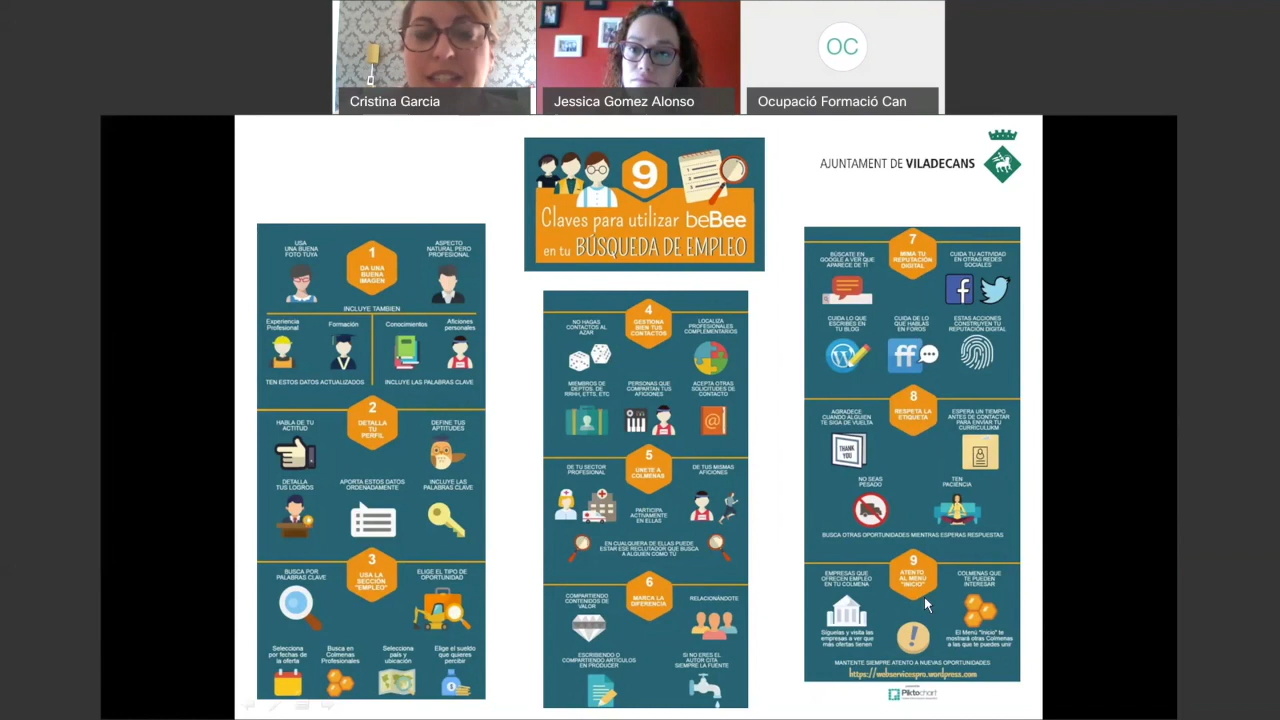 Cristina Garcia
Jessica Gomez Alonso
OC
Ocupació Formació Can
AJUNTAMENT DE VILADECANS
9
Claves para utilizar beBee
en tu BÚSQUEDA DE EMPLEO
USA
UNA BUENA
FOTO TUYA
1
DA UNA
BUENA
IMAGEN
ASPECTO
NATURAL PERO
PROFESIONAL
INCLUYE TAMBIEN
Experiencia
Profesional
Formación
Conocimientos
Aficiones
personales
TEN ESTOS DATOS ACTUALIZADOS
INCLUYE LAS PALABRAS CLAVE
2
DETALLA
TU
PERFIL
HABLA DE TU
ACTITUD
DEFINE TUS
APTITUDES
DETALLA
TUS LOGROS
APORTA ESTOS DATOS
ORDENADAMENTE
INCLUYE LAS
PALABRAS CLAVE
3
USA LA
SECCIÓN
"EMPLEO"
BUSCA POR
PALABRAS CLAVE
ELIGE EL TIPO DE
OPORTUNIDAD
Selecciona
por fechas de
la oferta
Busca en
Colmenas
Profesionales
Selecciona
país y
ubicación
Elige el sueldo
que quieres
percibir
4
GESTIONA
BIEN TUS
CONTACTOS
NO HAGAS
CONTACTOS AL
AZAR
LOCALIZA
PROFESIONALES
COMPLEMENTARIOS
MIEMBROS DE
DEPTOS. DE
RRHH, ETTS, ETC
PERSONAS QUE
COMPARTAN TUS
AFICIONES
ACEPTA OTRAS
SOLICITUDES DE
CONTACTO
5
ÚNETE A
COLMENAS
DE TU SECTOR
PROFESIONAL
DE TUS MISMAS
AFICIONES
PARTICIPA
ACTIVAMENTE
EN ELLAS
EN CUALQUIERA DE ELLAS PUEDE
ESTAR ESE RECLUTADOR QUE BUSCA
A ALGUIEN COMO TÚ
6
MARCA LA
DIFERENCIA
COMPARTIENDO
CONTENIDOS DE
VALOR
RELACIONÁNDOTE
ESCRIBIENDO O
COMPARTIENDO ARTÍCULOS
EN PRODUCER
SI NO ERES EL
AUTOR CITA
SIEMPRE LA FUENTE
7
MIMA TU
REPUTACIÓN
DIGITAL
BÚSCATE EN
GOOGLE A VER QUE
APARECE DE TÍ
CUIDA TU ACTIVIDAD
EN OTRAS REDES
SOCIALES
CUIDA LO QUE
ESCRIBES EN
TU BLOG
CUIDA DE LO
QUE HABLAS
EN FOROS
ESTAS ACCIONES
CONSTRUYEN TU
REPUTACIÓN DIGITAL
8
RESPETA LA
ETIQUETA
AGRADECE
CUANDO ALGUIEN
TE SIGA DE VUELTA
ESPERA UN TIEMPO
ANTES DE CONTACTAR
PARA ENVIAR TU
CURRICULUKM
THANK
YOU
NO SEAS
PESADO
TEN
PACIENCIA
BUSCA OTRAS OPORTUNIDADES MIENTRAS ESPERAS RESPUESTAS
9
ATENTO
AL MENU
"INICIO"
EMPRESAS QUE
OFRECEN EMPLEO
EN TU COLMENA
COLMENAS QUE
TE PUEDEN
INTERESAR
Síguelas y visita las
empresas a ver que
más ofertas tienen
El Menú "Inicio" te
mostrará otras Colmenas
a las que te puedes unir
MANTENTE SIEMPRE ATENTO A NUEVAS OPORTUNIDADES
https://webservicespro.wordpress.com
Piktochart